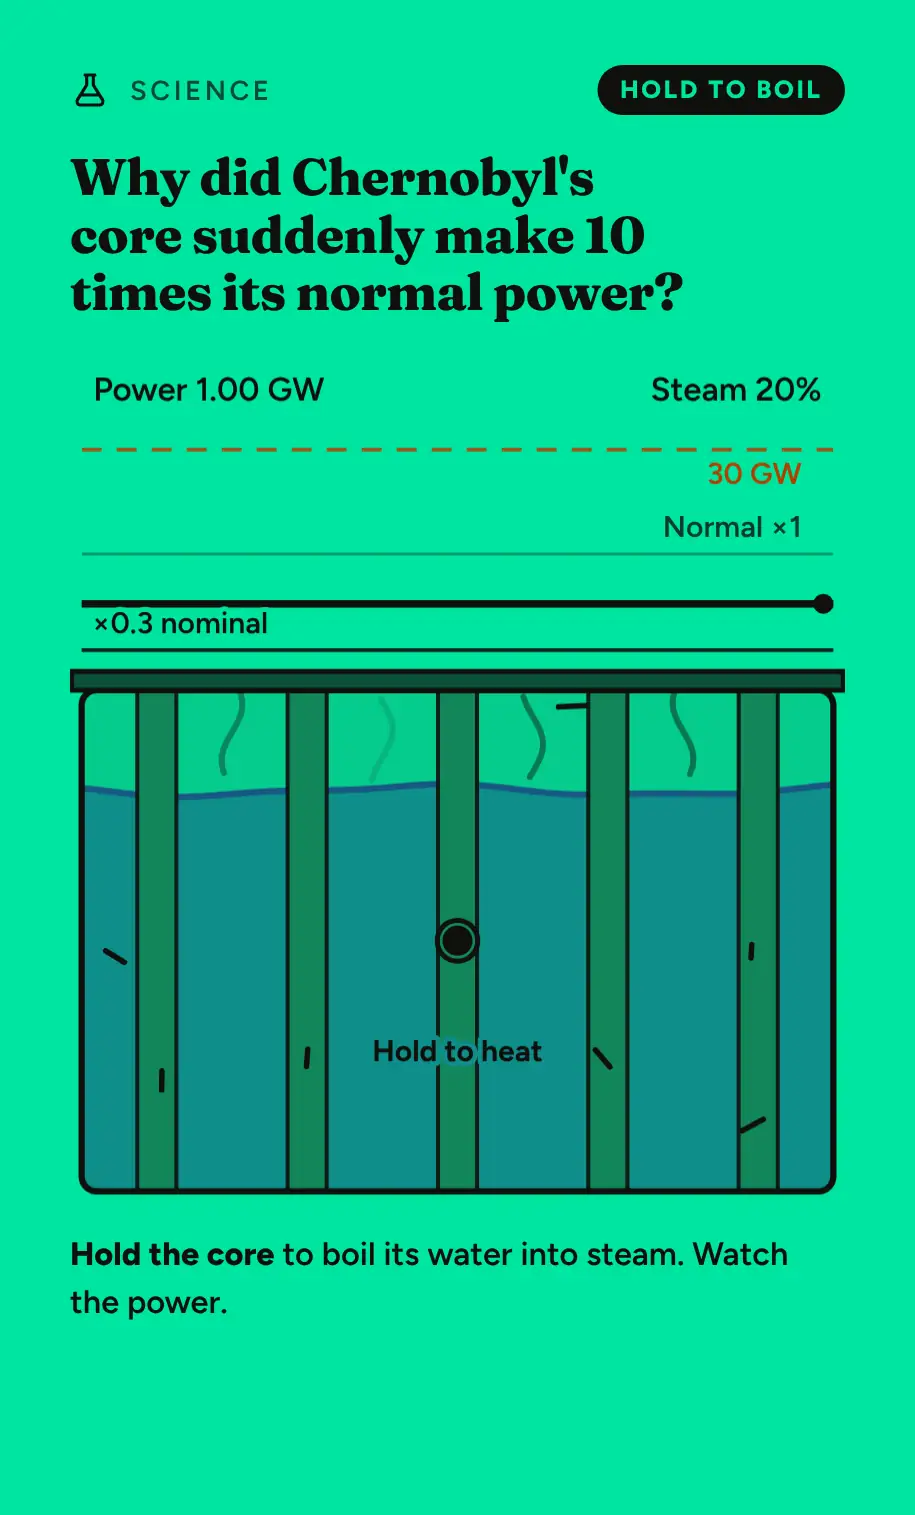 SCIENCE
HOLD TO BOIL
Why did Chernobyl's
core suddenly make 10
times its normal power?
Power 1.00 GW
Steam 20%
30 GW
Normal ×1
×0.3 nominal
Hold to heat
Hold the core to boil its water into steam. Watch
the power.